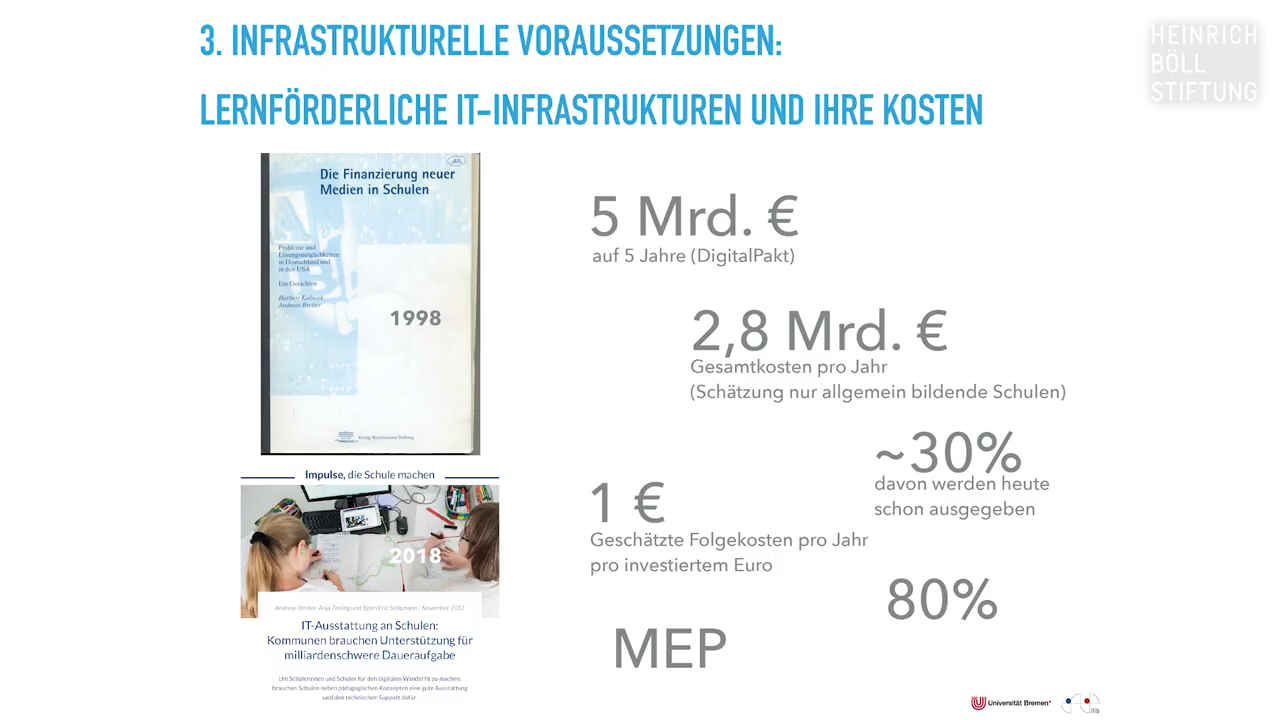 3. INFRASTRUKTURELLE VORAUSSETZUNGEN:
LERNFÖRDERLICHE IT-INFRASTRUKTUREN UND IHRE KOSTEN
HEINRICH
BÖLL
STIFTUNG
Die Finanzierung neuer
Medien in Schulen
Probleme und
Lösungsmöglichkeiten
in Deutschland und
in den USA
Ein Gutachten
Herbert Kubicek
Andreas Breiter
1998
Verlag Bertelsmann Stiftung
Impulse, die Schule machen
2018
Andreas Breiter, Anja Zeising und Björn Eric Stolpmann | November 2017
IT-Ausstattung an Schulen:
Kommunen brauchen Unterstützung für
milliardenschwere Daueraufgabe
Um Schülerinnen und Schüler für den digitalen Wandel fit zu machen,
brauchen Schulen neben pädagogischen Konzepten eine gute Ausstattung
und den technischen Support dafür.
5 Mrd. €
auf 5 Jahre (DigitalPakt)
2,8 Mrd. €
Gesamtkosten pro Jahr
(Schätzung nur allgemein bildende Schulen)
~30%
davon werden heute
schon ausgegeben
1 €
Geschätzte Folgekosten pro Jahr
pro investiertem Euro
80%
MEP
Universität Bremen
ifib